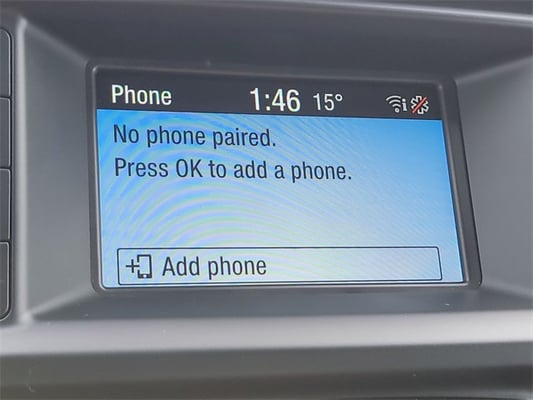 Phone 1:46 15°
No phone paired.
Press OK to add a phone.
Add phone